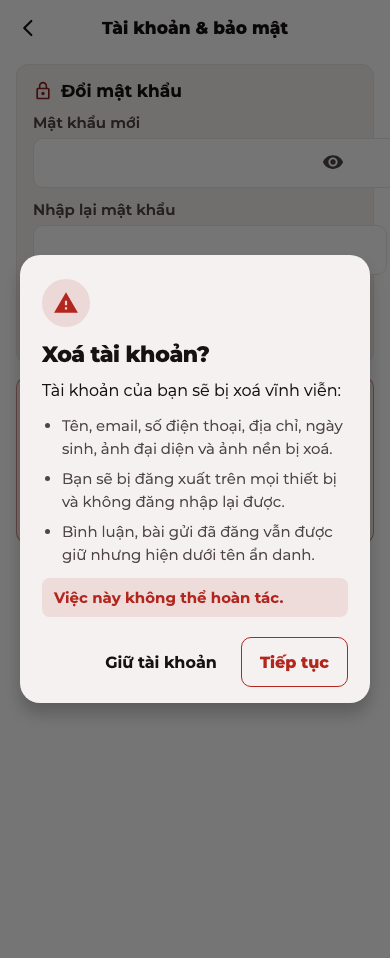 Tài khoản & bảo mật
Đổi mật khẩu
Mật khẩu mới
Nhập lại mật khẩu
Xoá tài khoản?
Tài khoản của bạn sẽ bị xoá vĩnh viễn:
• Tên, email, số điện thoại, địa chỉ, ngày
sinh, ảnh đại diện và ảnh nền bị xoá.
• Bạn sẽ bị đăng xuất trên mọi thiết bị
và không đăng nhập lại được.
• Bình luận, bài gửi đã đăng vẫn được
giữ nhưng hiện dưới tên ẩn danh.
Việc này không thể hoàn tác.
Giữ tài khoản
Tiếp tục